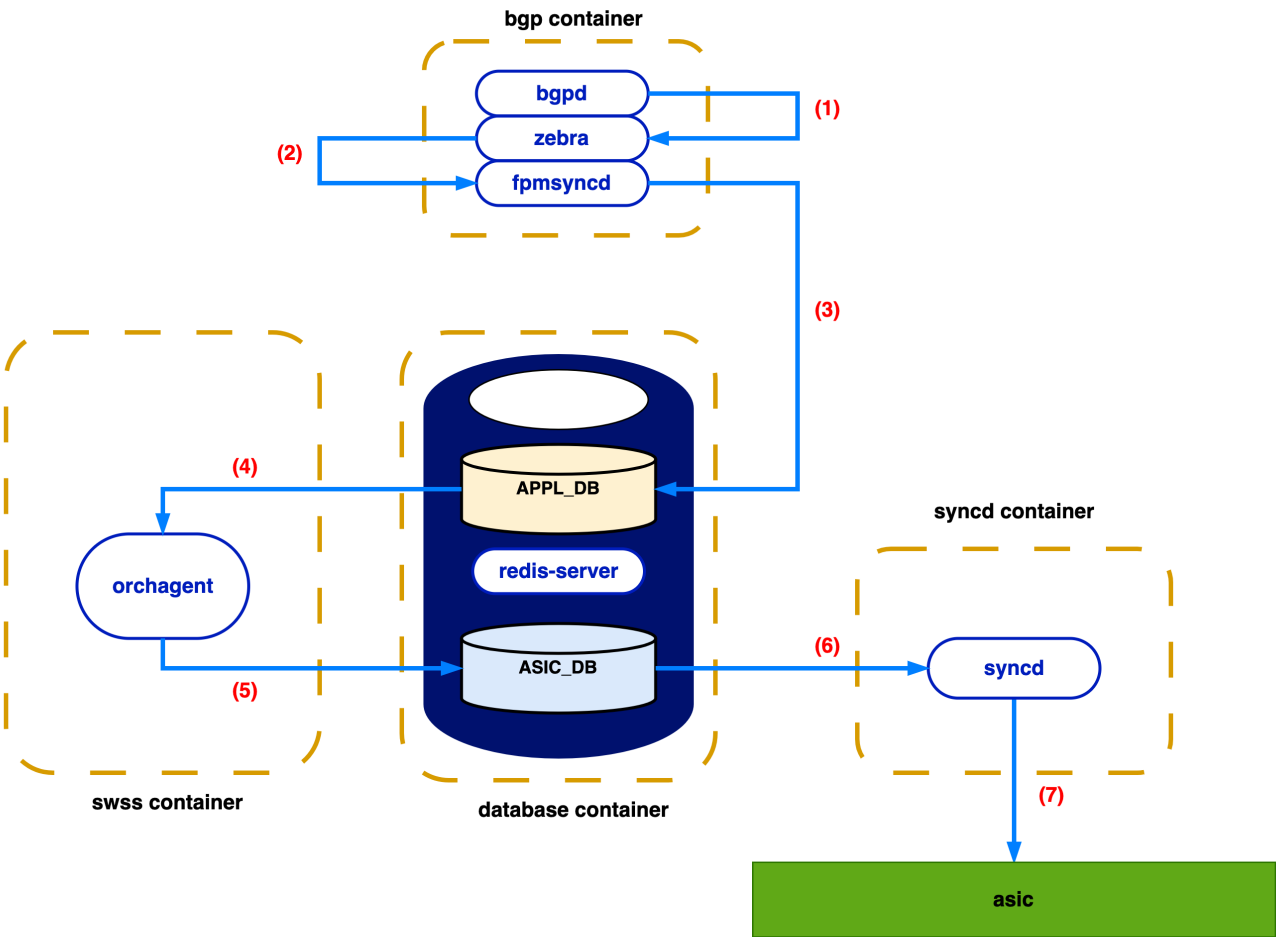 bgp container
bgpd
(1)
zebra
(2)
fpmsyncd
(3)
(4)
APPL_DB
syncd container
redis-server
orchagent
(6)
ASIC_DB
syncd
(5)
(7)
swss container
database container
asic